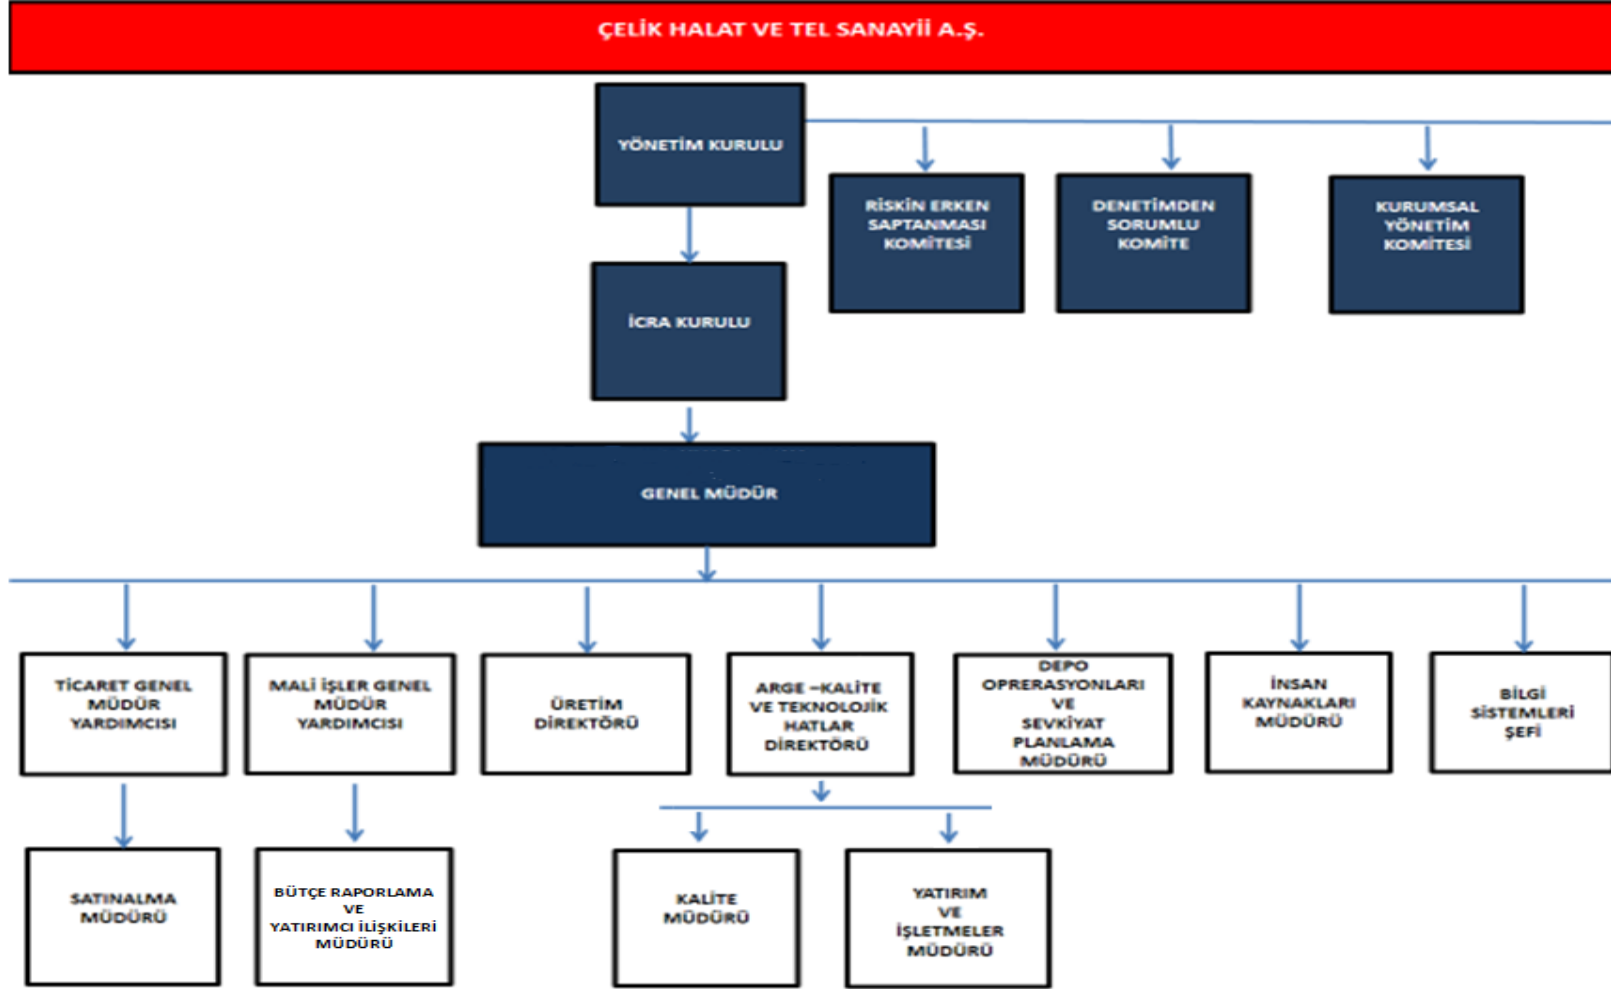 ÇELİK HALAT VE TEL SANAYİİ A.Ş.
YÖNETİM KURULU
RİSKİN ERKEN
SAPTANMASI
KOMİTESİ
DENETİMDEN
SORUMLU
KOMİTE
KURUMSAL
YÖNETİM
KOMİTESİ
İCRA KURULU
GENEL MÜDÜR
TİCARET GENEL
MÜDÜR
YARDIMCISI
MALİ İŞLER GENEL
MÜDÜR
YARDIMCISI
ÜRETİM
DİREKTÖRÜ
ARGE –KALİTE
VE TEKNOLOJİK
HATLAR
DİREKTÖRÜ
DEPO
OPRERASYONLARI
VE
SEVKİYAT
PLANLAMA
MÜDÜRÜ
İNSAN
KAYNAKLARI
MÜDÜRÜ
BİLGİ
SİSTEMLERİ
ŞEFİ
SATINALMA
MÜDÜRÜ
BÜTÇE RAPORLAMA
VE
YATIRIMCI İLİŞKİLERİ
MÜDÜRÜ
KALİTE
MÜDÜRÜ
YATIRIM
VE
İŞLETMELER
MÜDÜRÜ